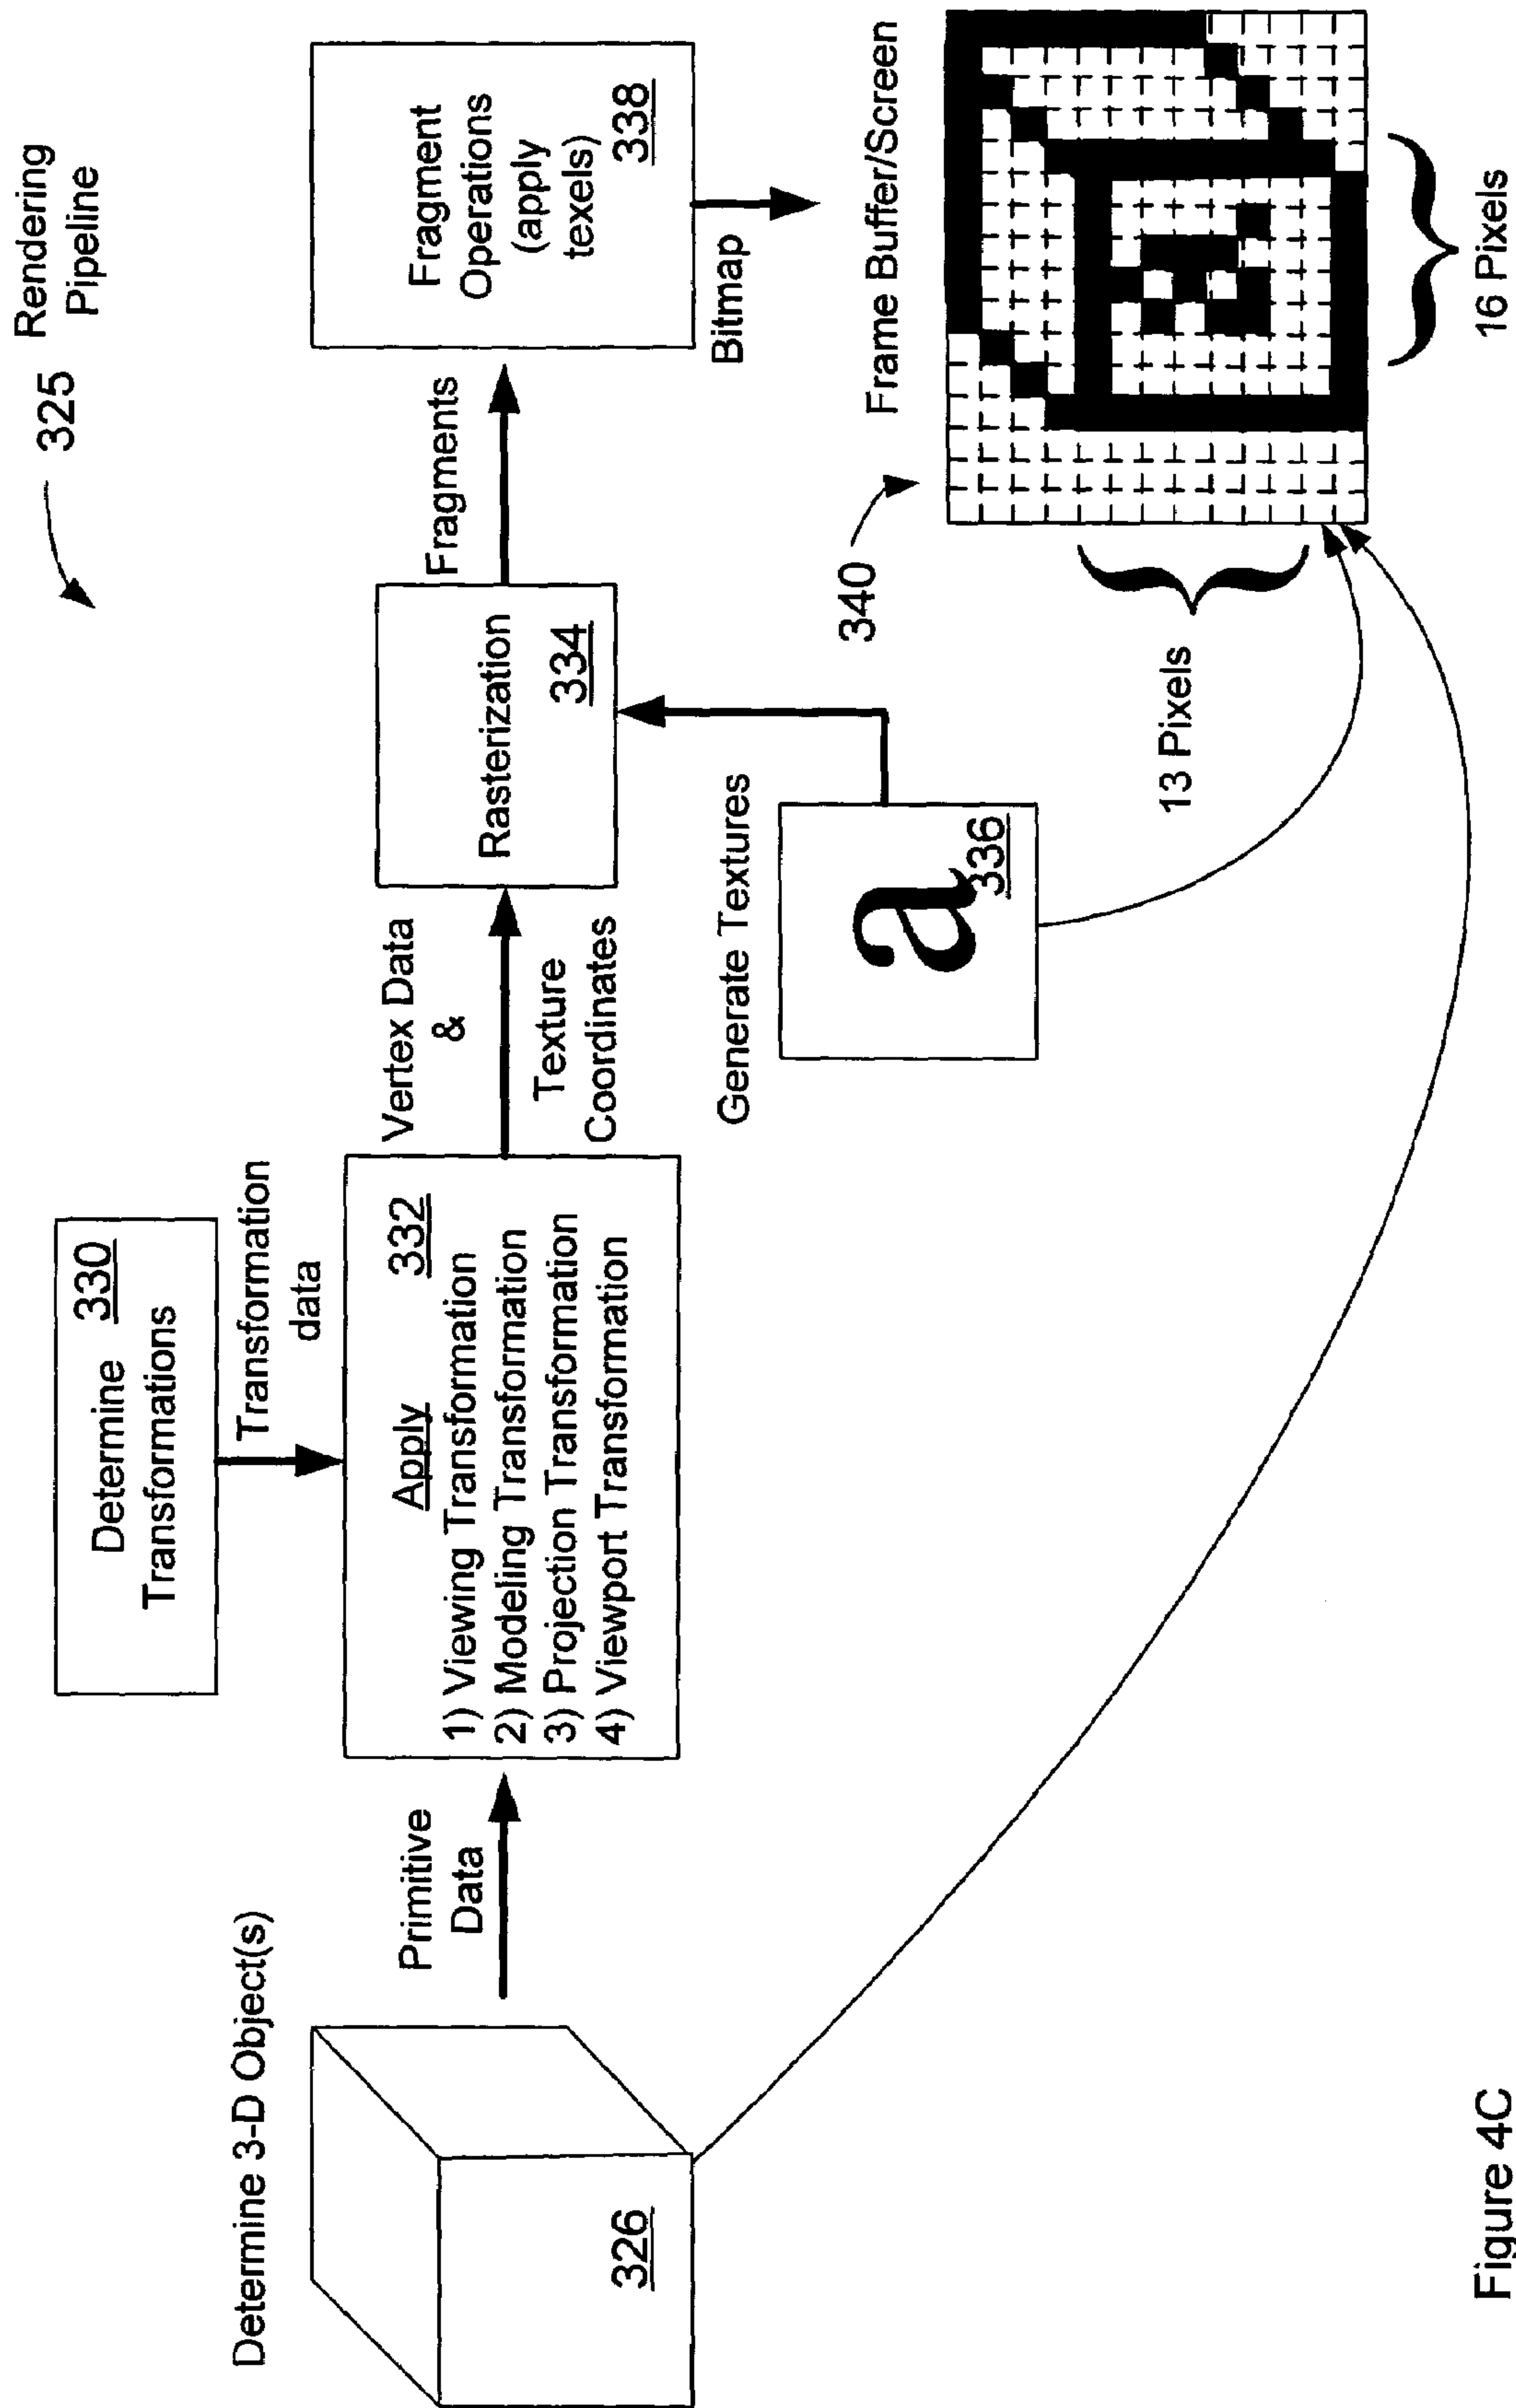 325 Rendering
Pipeline
Determine 330
Transformations
Transformation
data
Determine 3-D Object(s)
326
Primitive
Data
Apply 332
1) Viewing Transformation
2) Modeling Transformation
3) Projection Transformation
4) Viewport Transformation
Vertex Data
&
Texture
Coordinates
Rasterization
334
Fragments
Fragment
Operations
(apply
texels)
338
Bitmap
Generate Textures
a
336
340
Frame Buffer/Screen
13 Pixels
16 Pixels
Figure 4C